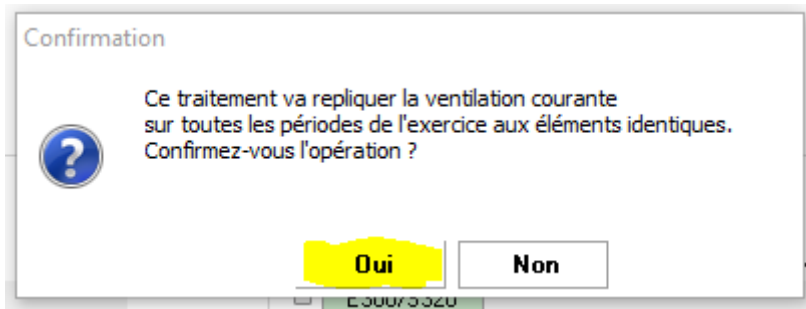 Confirmation
Ce traitement va repliquer la ventilation courante
sur toutes les périodes de l'exercice aux éléments identiques.
Confirmez-vous l'opération ?
Oui
Non